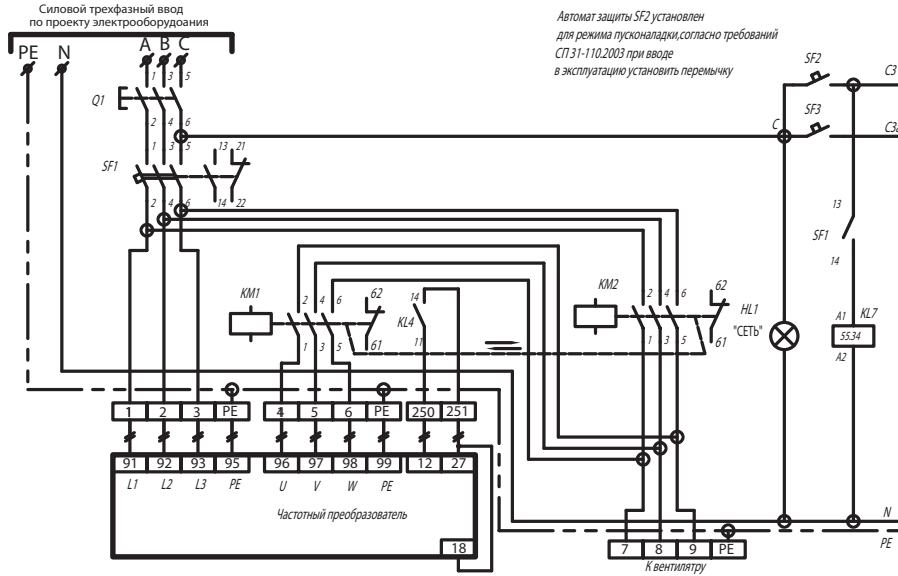 Силовой трехфазный ввод
по проекту электрооборудоания
Автомат защиты SF2 установлен
для режима пусконаладки,согласно требований
СП 31-110.2003 при вводе
в эксплуатацию установить перемычку
PE N A B C
1 3 5
Q1
2 4 6
SF2
C3
SF3
C
C3a
1 3 5 13 21
SF1
2 4 6 14 22
13
SF1
14
KM1
2 4 6 62
1 3 5 61
14
KL4
11
KM2
2 4 6 62
1 3 5 61
HL1
"СЕТЬ"
A1 KL7
55.34
A2
1 2 3 PE 4 5 6 PE 250 251
91 92 93 95 96 97 98 99 12 27
L1 L2 L3 PE U V W PE
Частотный преобразователь
18
N
PE
7 8 9 PE
К вентилятру